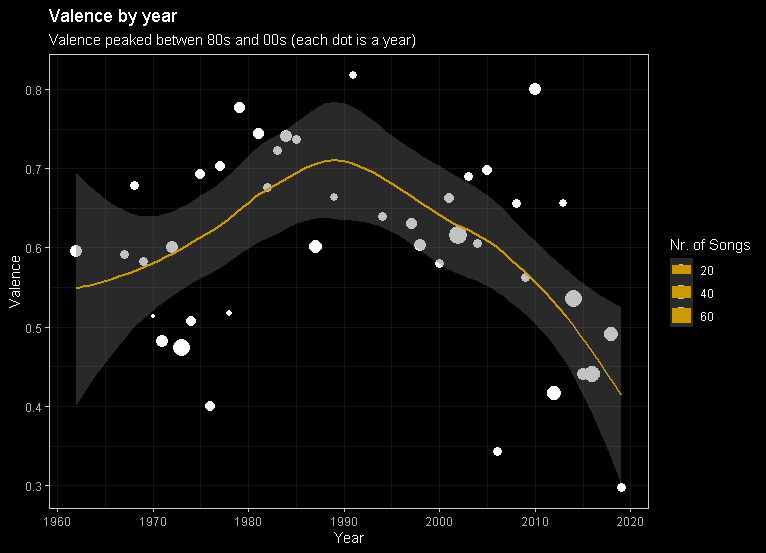 Valence by year
Valence peaked betwen 80s and 00s (each dot is a year)
0.8
0.7
0.6
0.5
0.4
0.3
Valence
1960 1970 1980 1990 2000 2010 2020
Year
Nr. of Songs
20
40
60